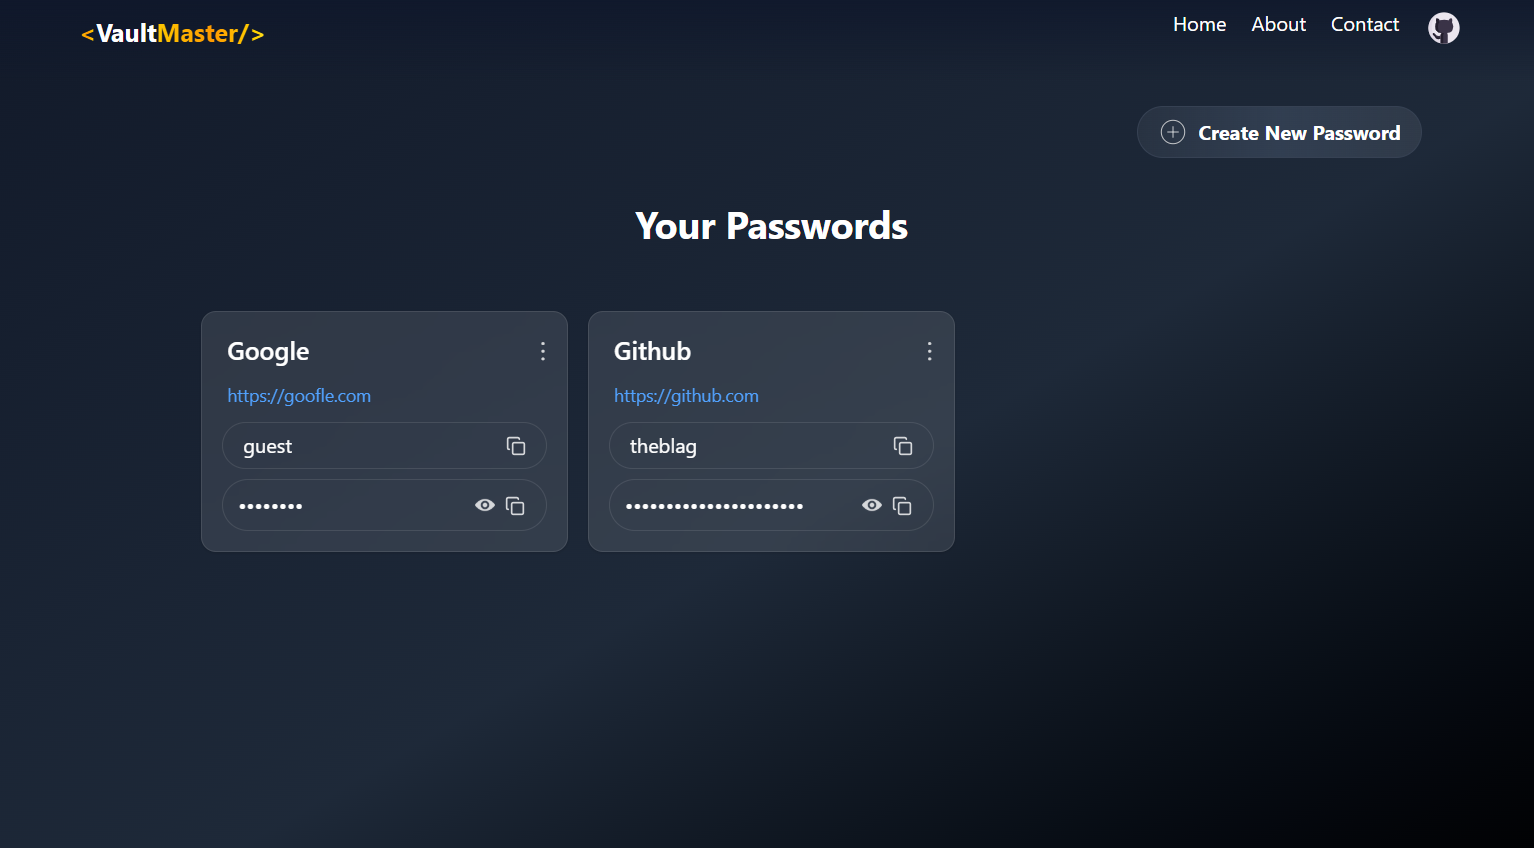 <VaultMaster/>
Home About Contact
Create New Password
Your Passwords
Google
https://goofle.com
guest
••••••••
Github
https://github.com
theblag
••••••••••••••••••••••